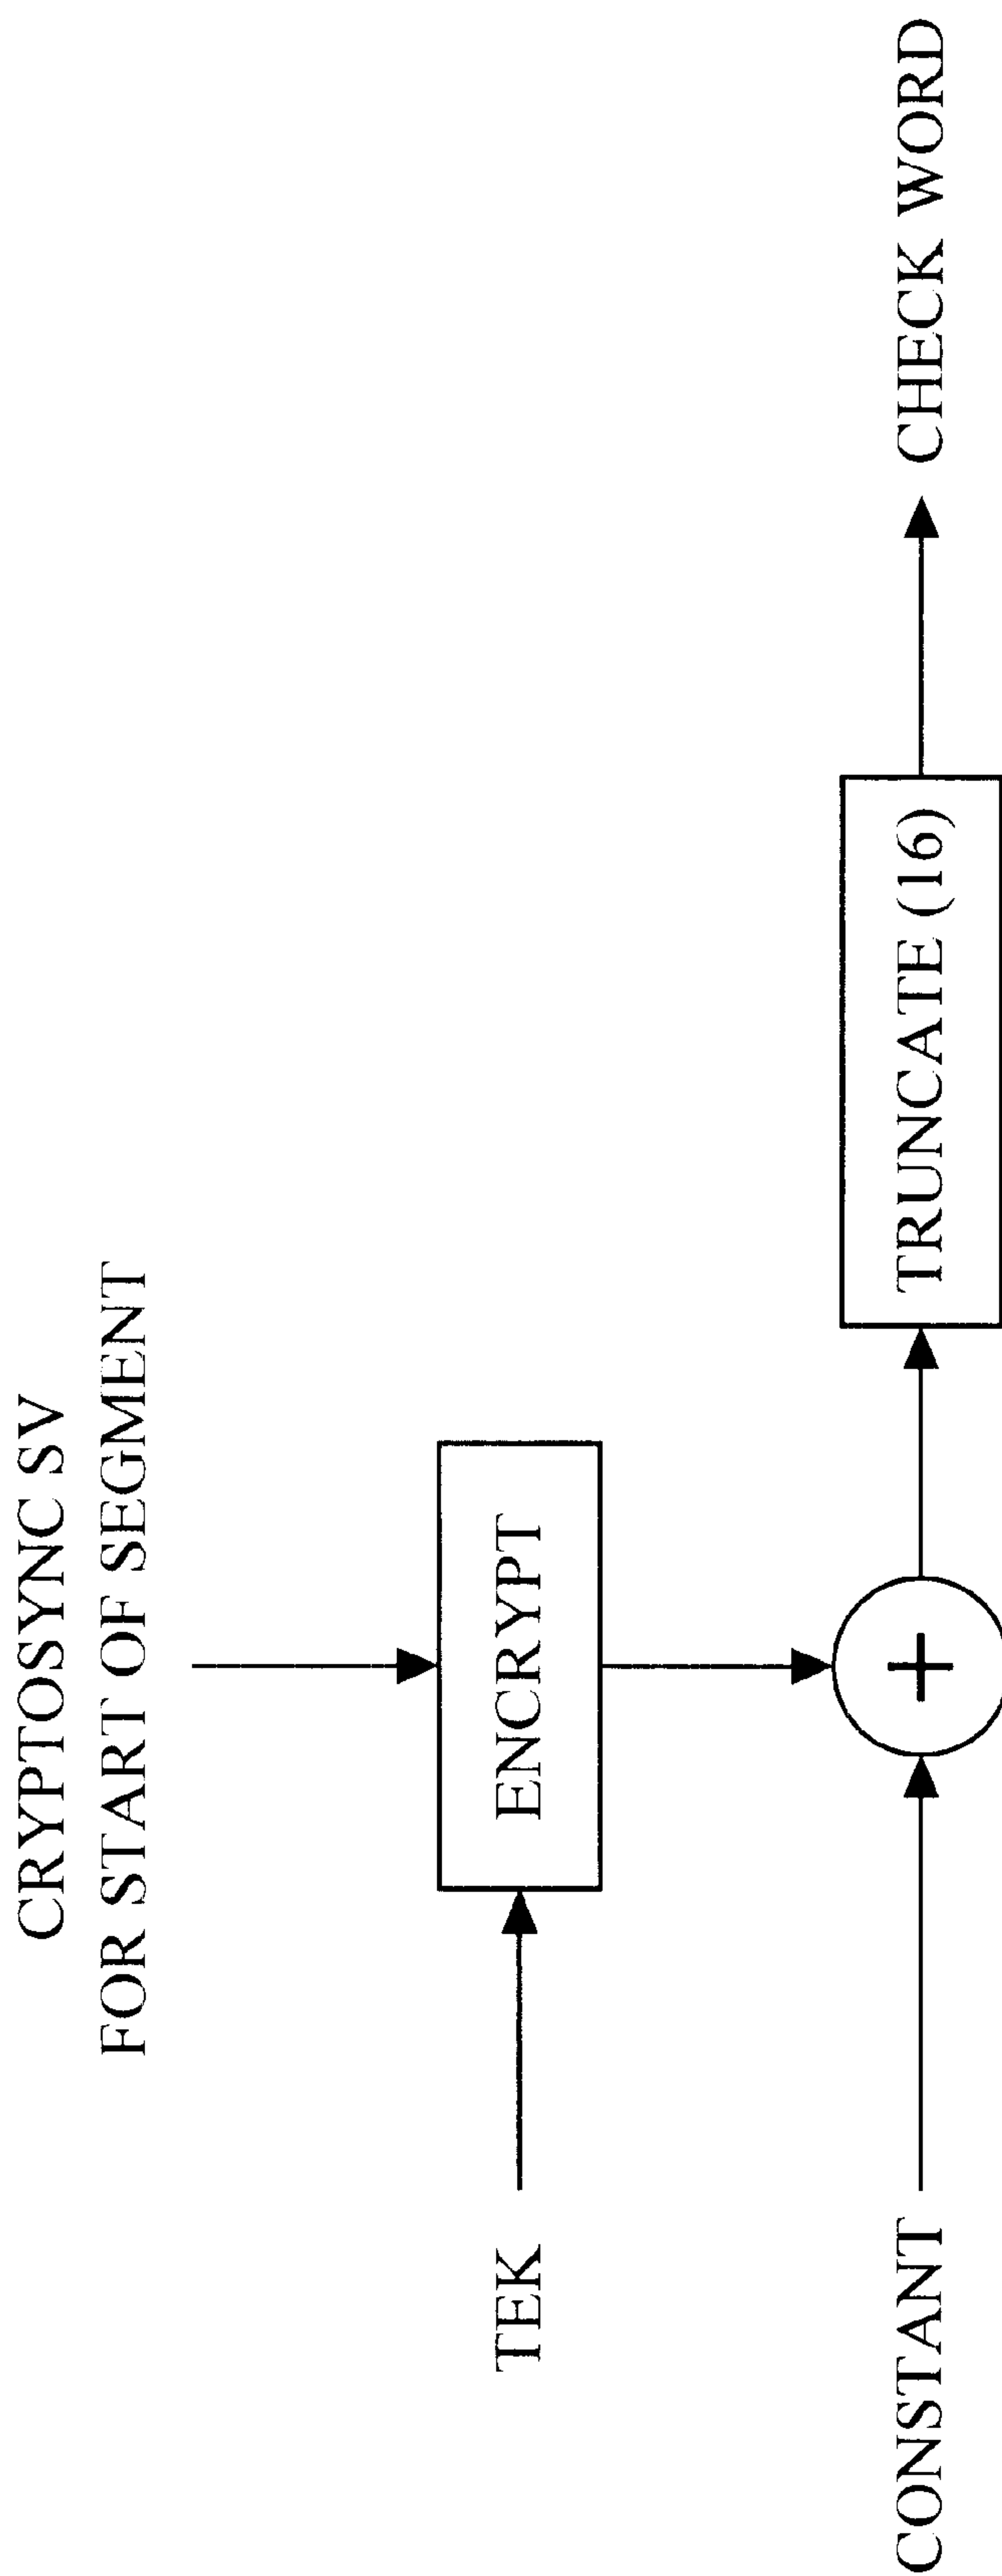 CRYPTOSYNC SV
FOR START OF SEGMENT
TEK
ENCRYPT
CONSTANT
+
TRUNCATE (16)
CHECK WORD